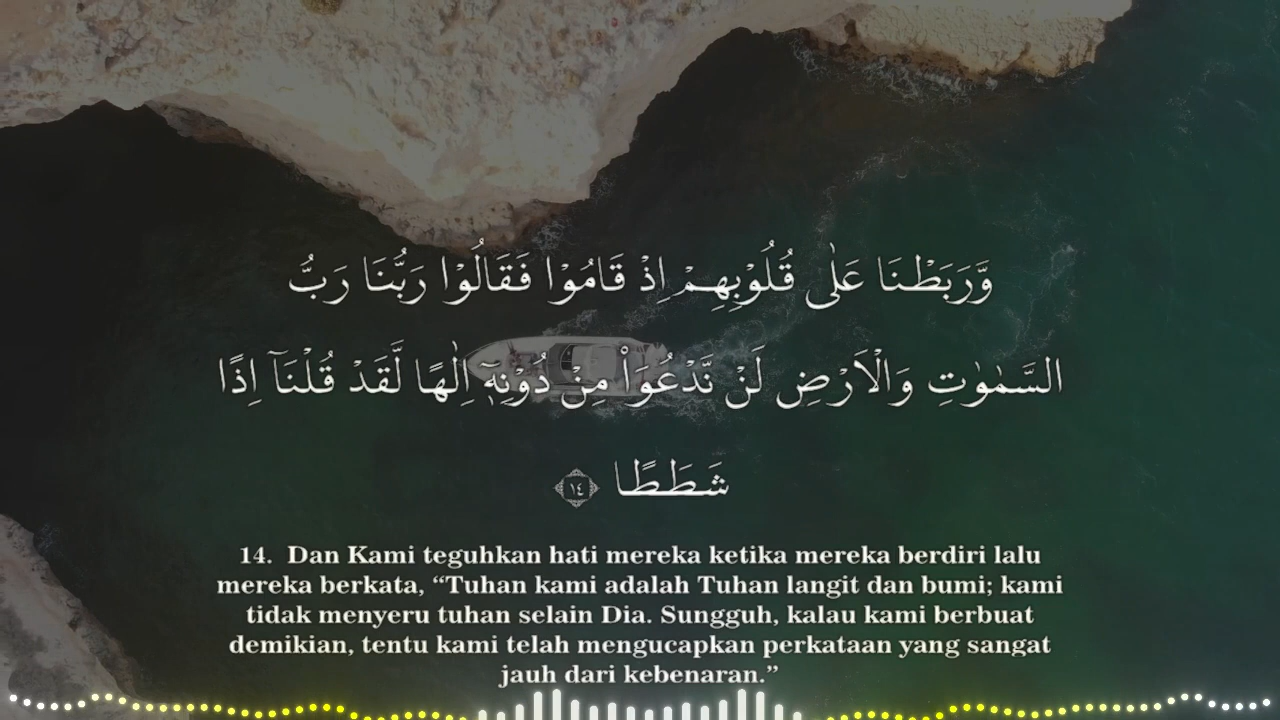 وَّرَبَطْنَا عَلٰى قُلُوْبِهِمْ اِذْ قَامُوْا فَقَالُوْا رَبُّنَا رَبُّ
السَّمٰوٰتِ وَالْاَرْضِ لَنْ نَّدْعُوَا۟ مِنْ دُوْنِهٖٓ اِلٰهًا لَّقَدْ قُلْنَآ اِذًا
شَطَطًا ١٤
14. Dan Kami teguhkan hati mereka ketika mereka berdiri lalu
mereka berkata, “Tuhan kami adalah Tuhan langit dan bumi; kami
tidak menyeru tuhan selain Dia. Sungguh, kalau kami berbuat
demikian, tentu kami telah mengucapkan perkataan yang sangat
jauh dari kebenaran.”